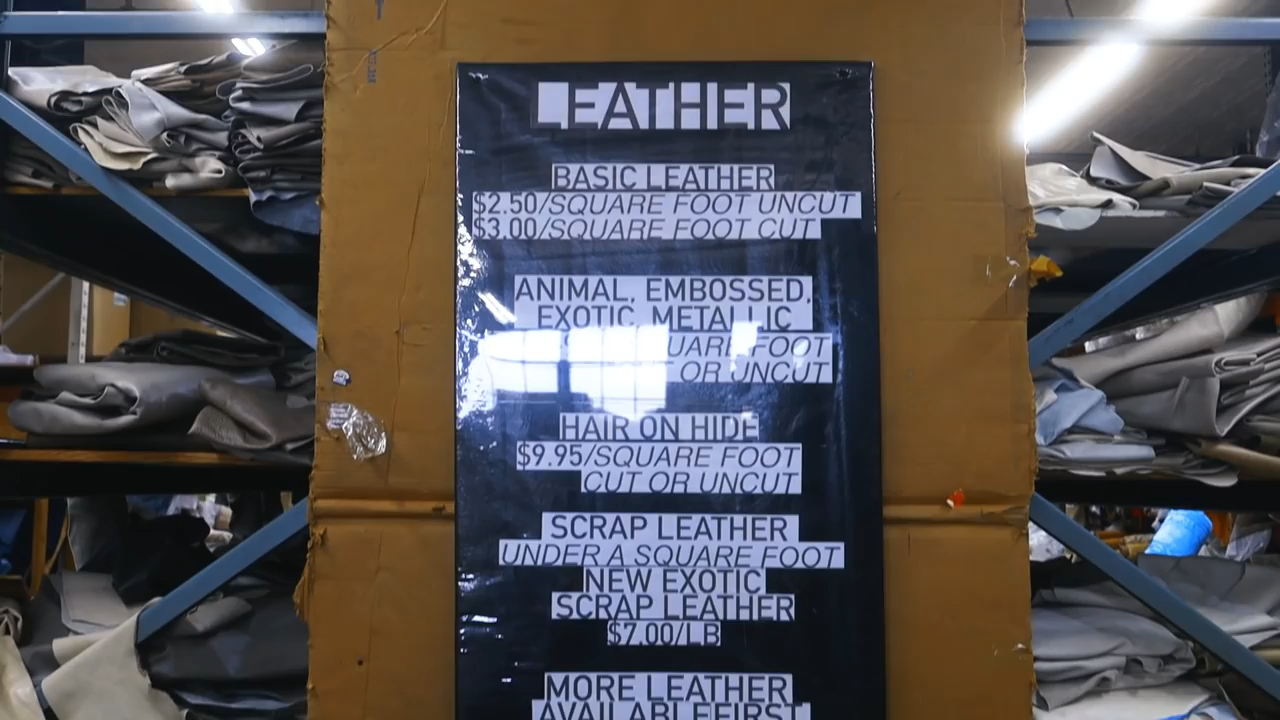 LEATHER
BASIC LEATHER
$2.50/SQUARE FOOT UNCUT
$3.00/SQUARE FOOT CUT
ANIMAL, EMBOSSED,
EXOTIC, METALLIC
FOOT
OR UNCUT
HAIR ON HIDE
$9.95/SQUARE FOOT
CUT OR UNCUT
SCRAP LEATHER
UNDER A SQUARE FOOT
NEW EXOTIC
SCRAP LEATHER
$7.00/LB
MORE LEATHER
AVAILABLE FIRST